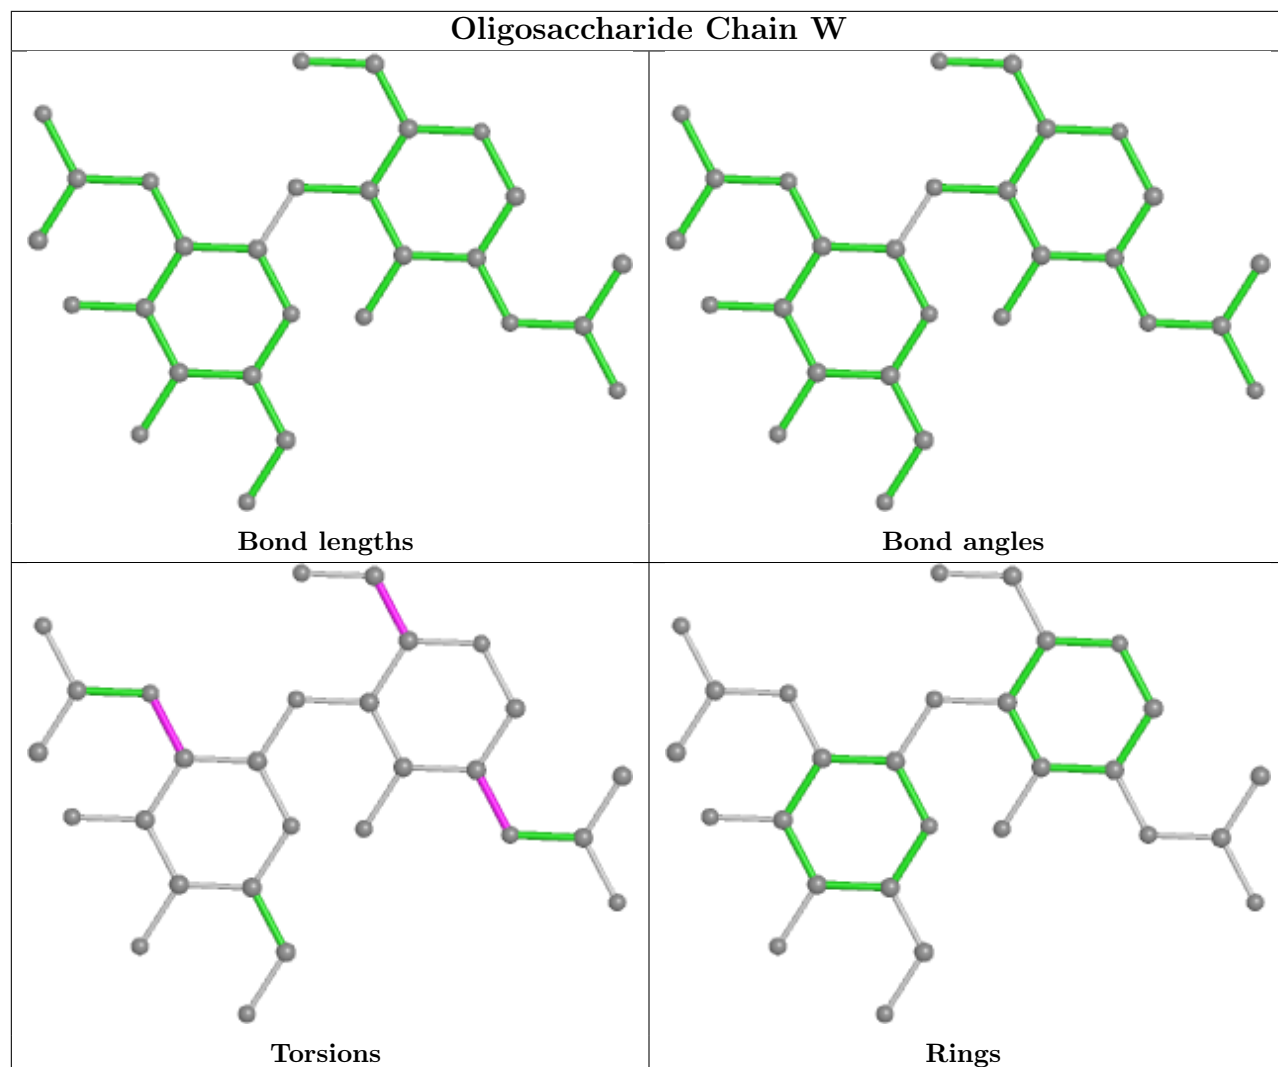 Oligosaccharide Chain W
Bond lengths
Bond angles
Torsions
Rings